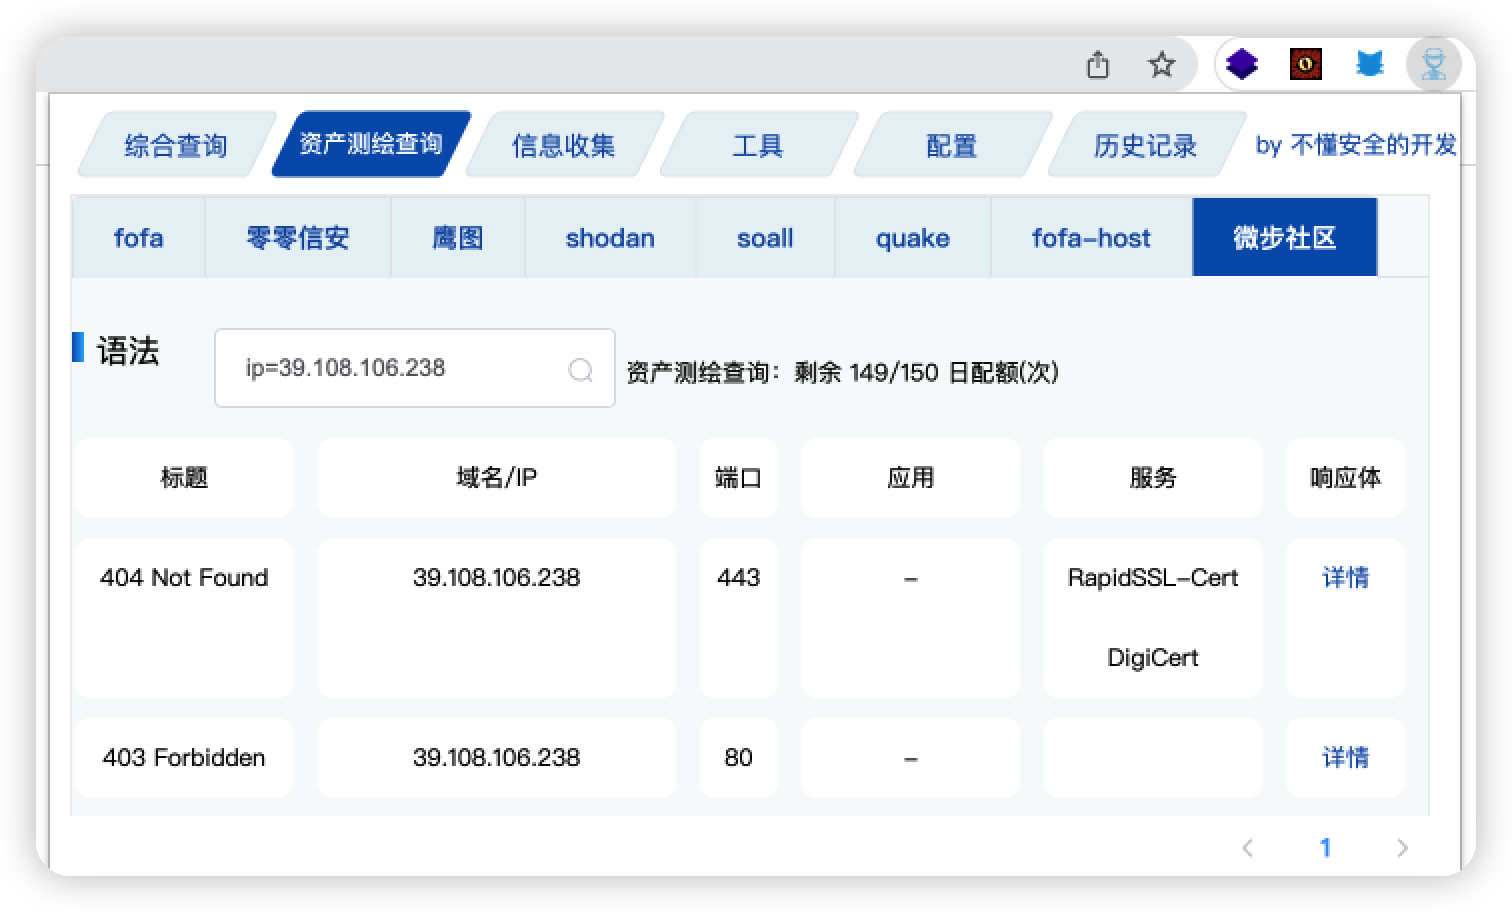 综合查询 资产测绘查询 信息收集 工具 配置 历史记录 by 不懂安全的开发
fofa 零零信安 鹰图 shodan soall quake fofa-host 微步社区
语法 ip=39.108.106.238 资产测绘查询：剩余 149/150 日配额(次)
标题 域名/IP 端口 应用 服务 响应体
404 Not Found 39.108.106.238 443 - RapidSSL-Cert 详情
DigiCert
403 Forbidden 39.108.106.238 80 - 详情
1